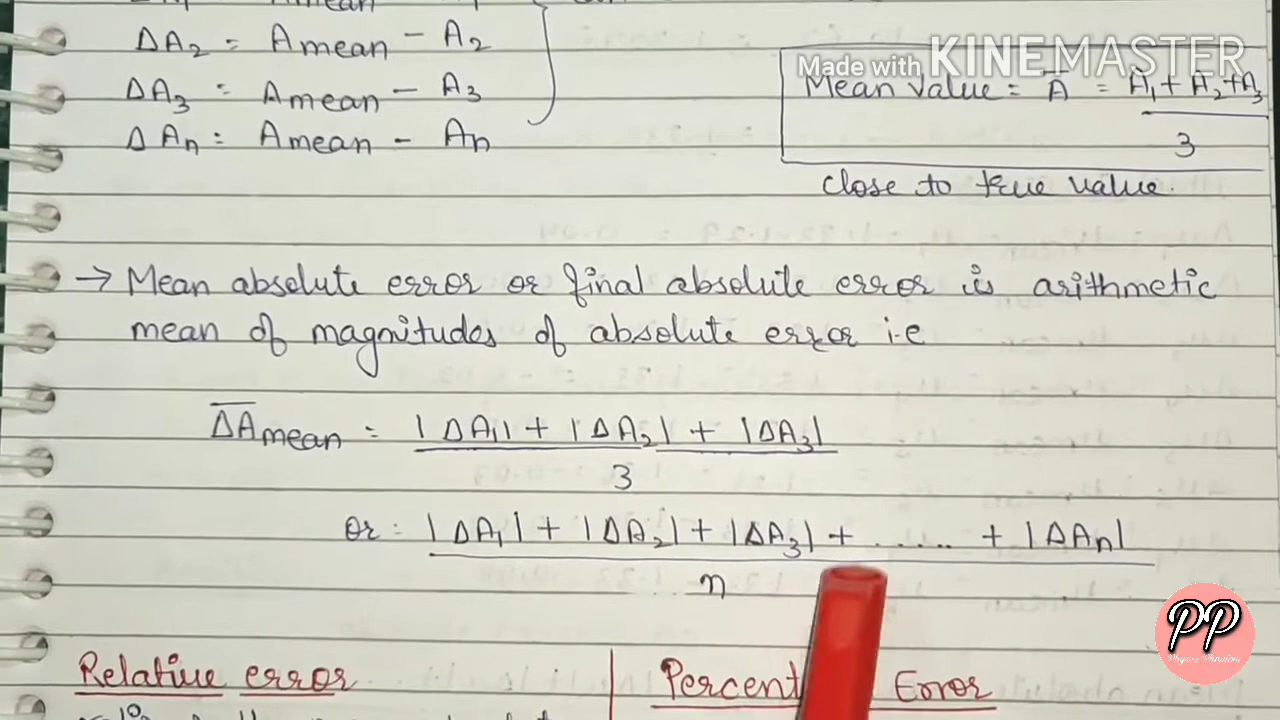 ΔA₂ = Amean - A₂
ΔA₃ = Amean - A₃
ΔAn = Amean - An
Made with KINEMASTER
Mean value = A̅ = A₁ + A₂ + A₃
3
close to true value.
→ Mean absolute error or final absolute error is arithmetic
mean of magnitudes of absolute error i.e
Δ̅A̅mean = |ΔA₁| + |ΔA₂| + |ΔA₃|
3
or = |ΔA₁| + |ΔA₂| + |ΔA₃| + ...... + |ΔAn|
n
Relative error
Percent Error
PP